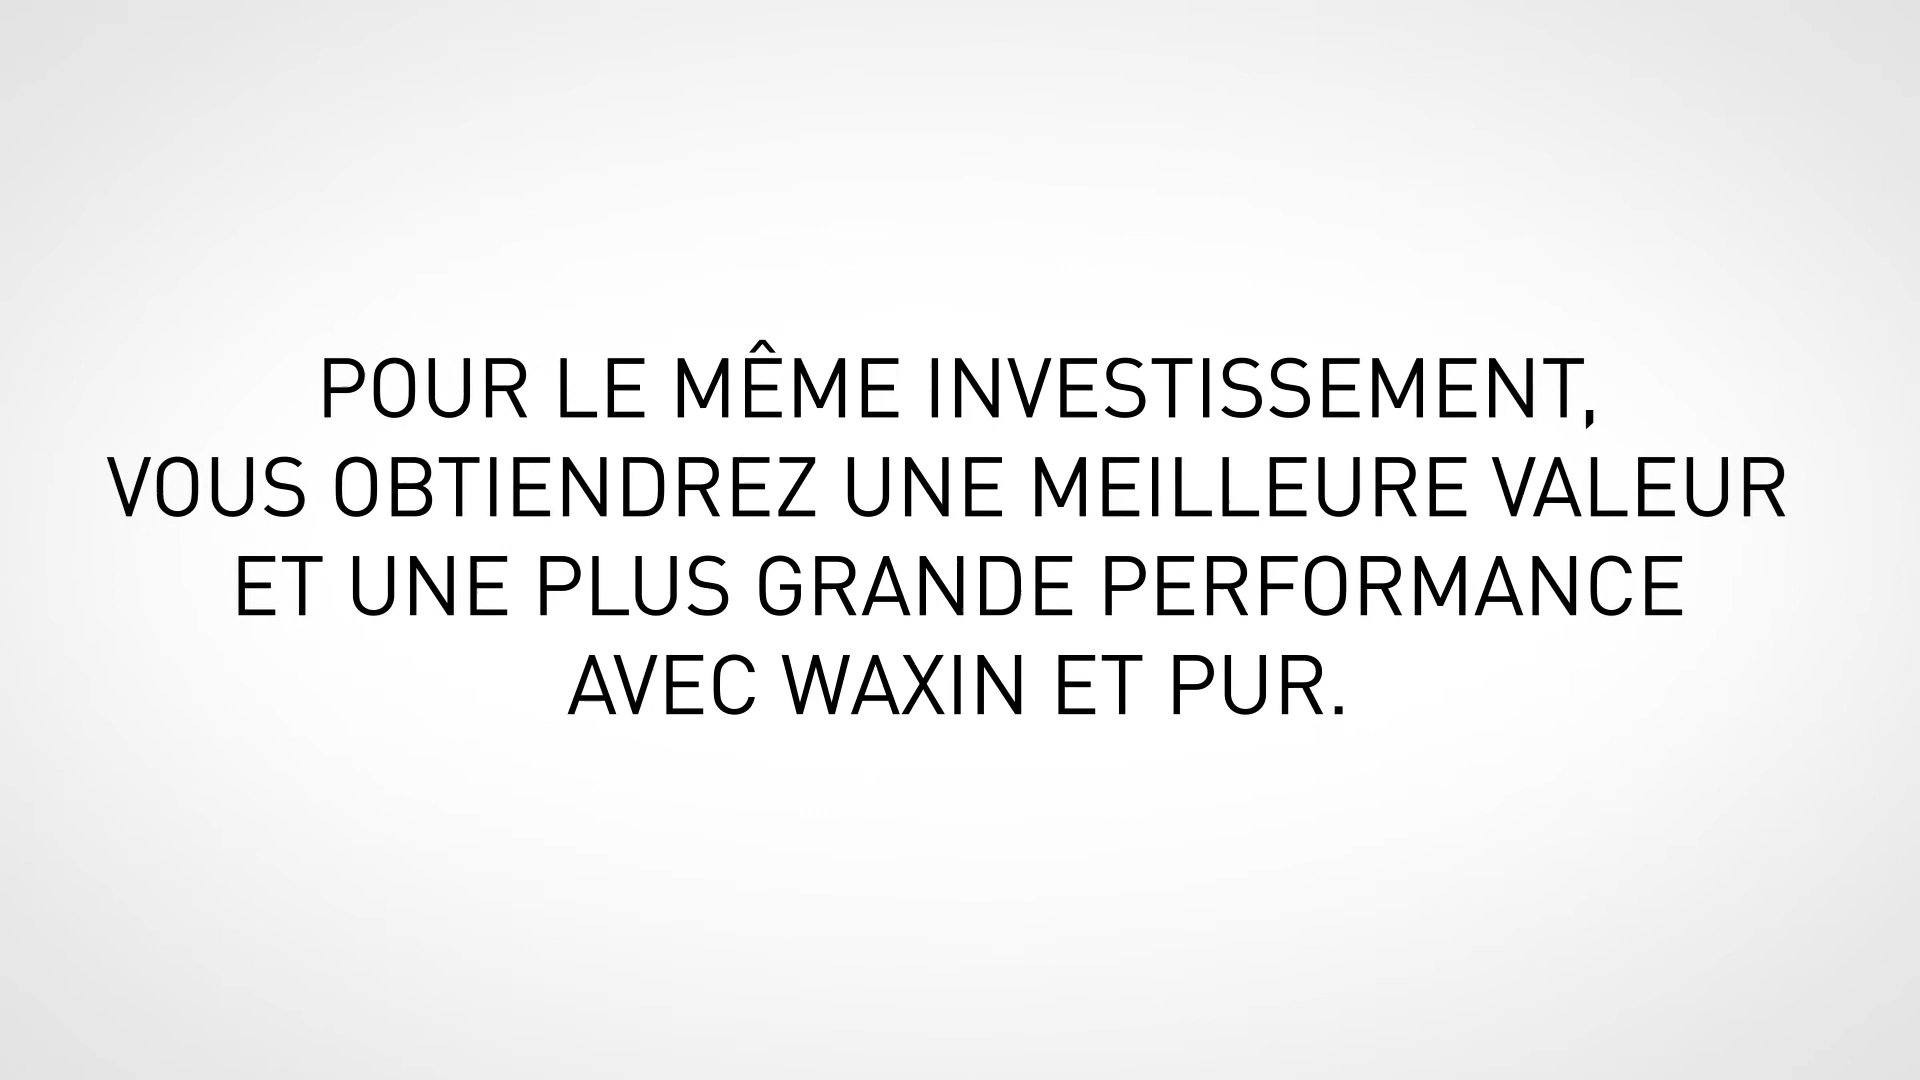 POUR LE MÊME INVESTISSEMENT,
VOUS OBTIENDREZ UNE MEILLEURE VALEUR
ET UNE PLUS GRANDE PERFORMANCE
AVEC WAXIN ET PUR.